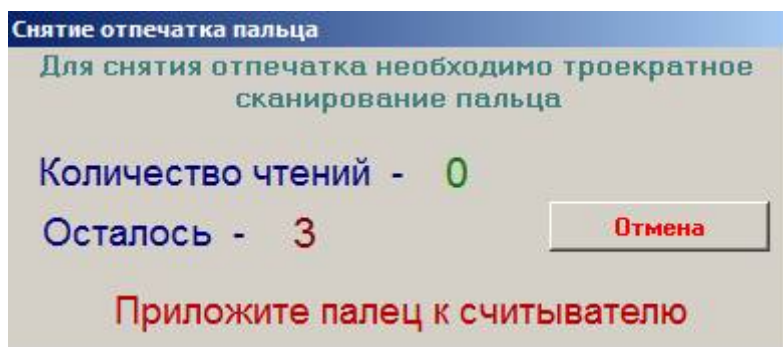 Снятие отпечатка пальца
Для снятия отпечатка необходимо троекратное
сканирование пальца
Количество чтений - 0
Осталось - 3
Отмена
Приложите палец к считывателю